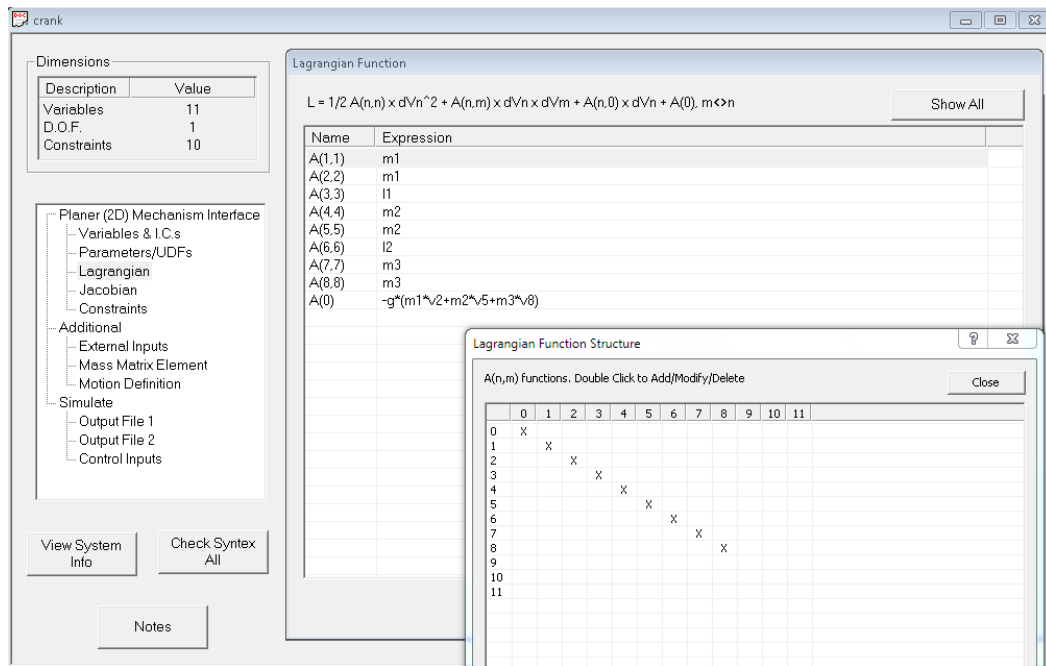 crank
Dimensions
Description Value
Variables 11
D.O.F. 1
Constraints 10
Planer (2D) Mechanism Interface
Variables & I.C.s
Parameters/UDFs
Lagrangian
Jacobian
Constraints
Additional
External Inputs
Mass Matrix Element
Motion Definition
Simulate
Output File 1
Output File 2
Control Inputs
View System
Info
Check Syntex
All
Notes
Lagrangian Function
L = 1/2 A(n,n) x dVn^2 + A(n,m) x dVn x dVm + A(n,0) x dVn + A(0), m<>n
Show All
Name Expression
A(1,1) m1
A(2,2) m1
A(3,3) I1
A(4,4) m2
A(5,5) m2
A(6,6) I2
A(7,7) m3
A(8,8) m3
A(0) -g*(m1*v2+m2*v5+m3*v8)
Lagrangian Function Structure
A(n,m) functions. Double Click to Add/Modify/Delete
Close
0 1 2 3 4 5 6 7 8 9 10 11
0 X
1 X
2 X
3 X
4 X
5 X
6 X
7 X
8 X
9
10
11